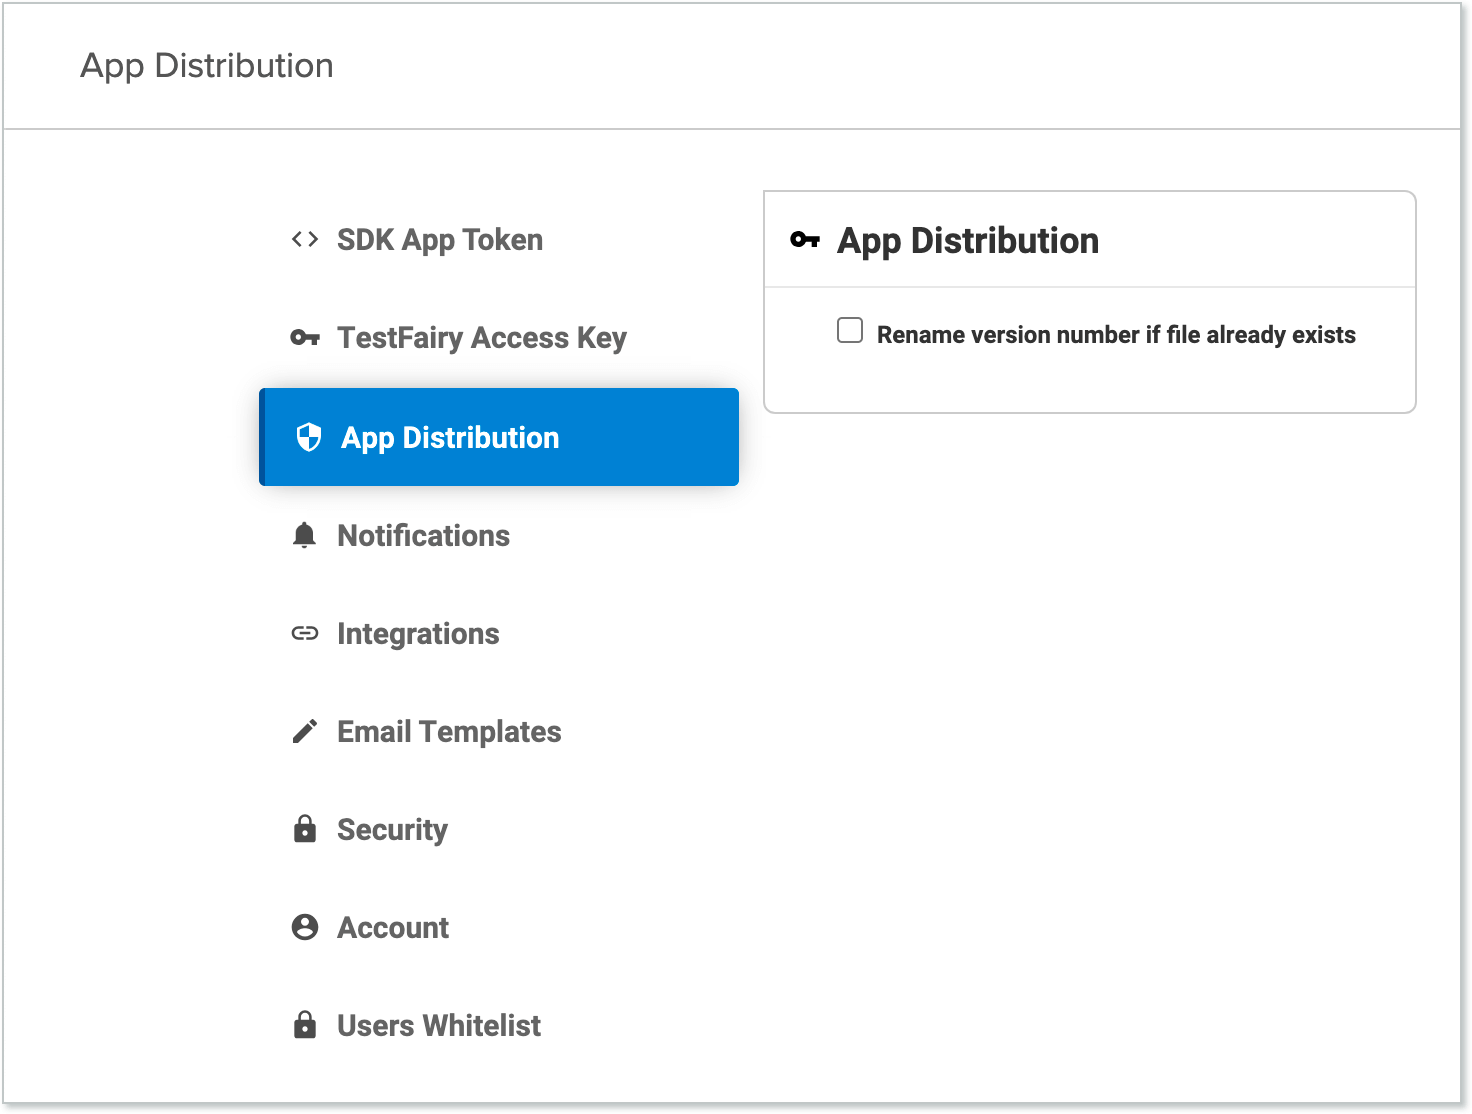 App Distribution
SDK App Token
TestFairy Access Key
App Distribution
Notifications
Integrations
Email Templates
Security
Account
Users Whitelist
App Distribution
Rename version number if file already exists